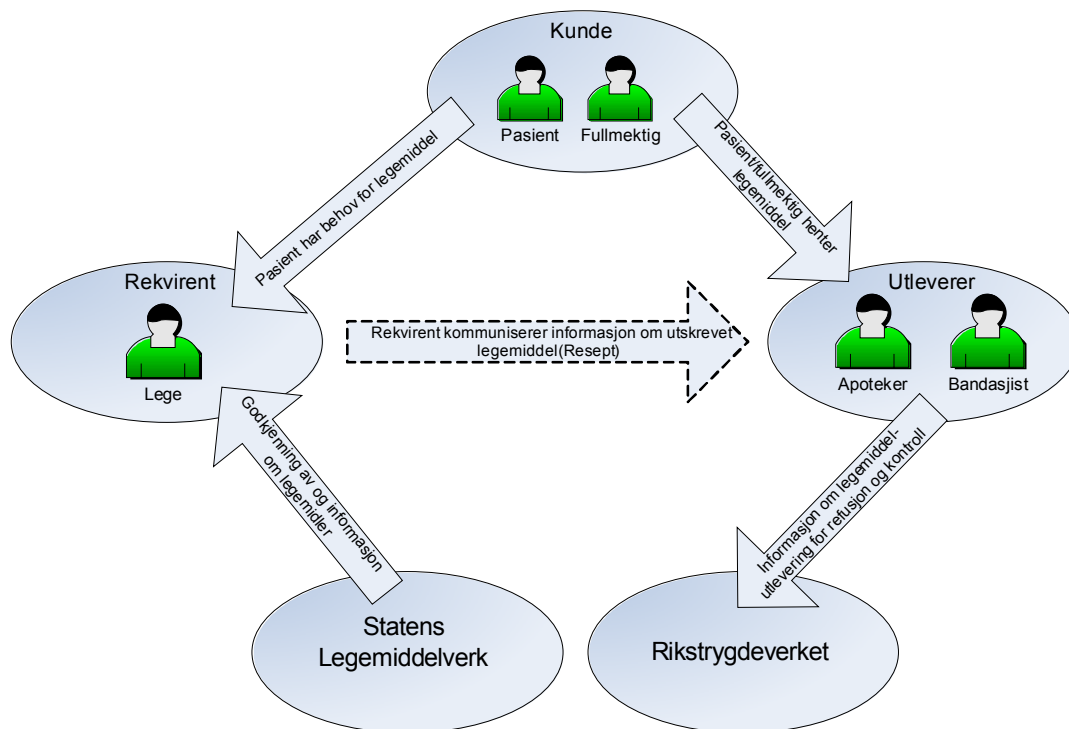 Kunde
Pasient
Fullmektig
Pasient har behov for legemiddel
Pasient/fullmektig henter
legemiddel
Rekvirent
Lege
Rekvirent kommuniserer informasjon om utskrevet
legemiddel(Resept)
Utleverer
Apoteker
Bandasjist
Godkjenning av og informasjon
om legemidler
Informasjon om legemiddel-
utlevering for refusjon og kontroll
Statens
Legemiddelverk
Rikstrygdeverket